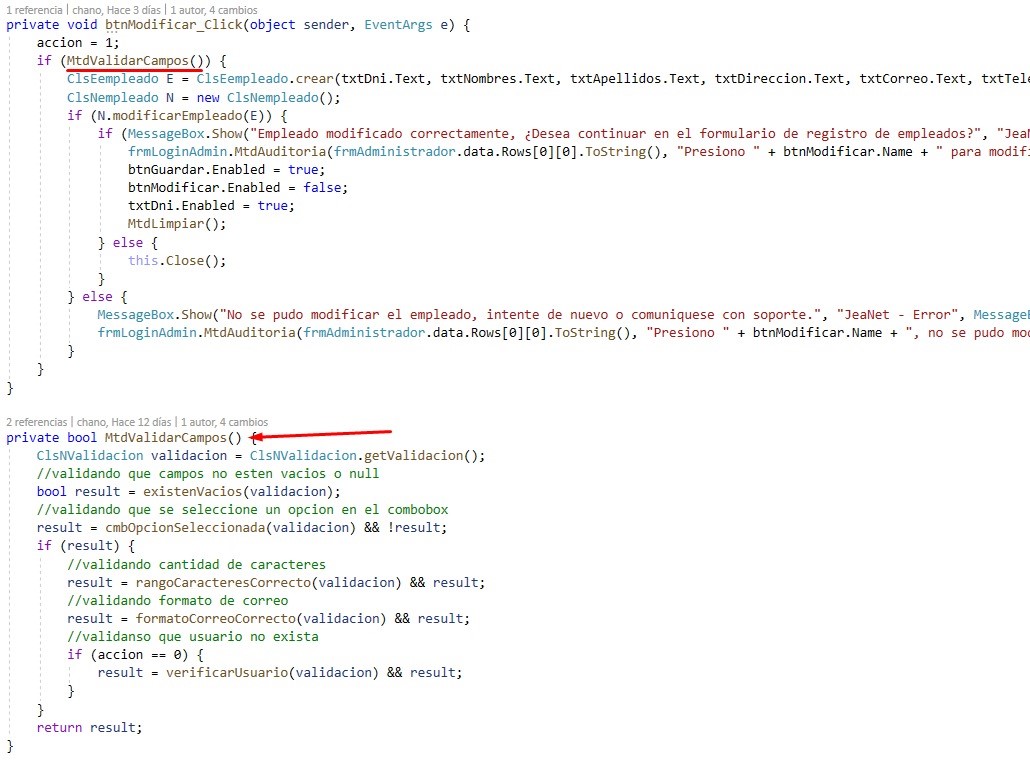 1 referencia | chano, Hace 3 días | 1 autor, 4 cambios
private void btnModificar_Click(object sender, EventArgs e) {
accion = 1;
if (MtdValidarCampos()) {
ClsEempleado E = ClsEempleado.crear(txtDni.Text, txtNombres.Text, txtApellidos.Text, txtDireccion.Text, txtCorreo.Text, txtTele
ClsNempleado N = new ClsNempleado();
if (N.modificarEmpleado(E)) {
if (MessageBox.Show("Empleado modificado correctamente, ¿Desea continuar en el formulario de registro de empleados?", "JeaN
frmLoginAdmin.MtdAuditoria(frmAdministrador.data.Rows[0][0].ToString(), "Presiono " + btnModificar.Name + " para modifi
btnGuardar.Enabled = true;
btnModificar.Enabled = false;
txtDni.Enabled = true;
MtdLimpiar();
} else {
this.Close();
}
} else {
MessageBox.Show("No se pudo modificar el empleado, intente de nuevo o comuniquese con soporte.", "JeaNet - Error", MessageB
frmLoginAdmin.MtdAuditoria(frmAdministrador.data.Rows[0][0].ToString(), "Presiono " + btnModificar.Name + ", no se pudo mod
}
}
}
2 referencias | chano, Hace 12 días | 1 autor, 4 cambios
private bool MtdValidarCampos() {
ClsNValidacion validacion = ClsNValidacion.getValidacion();
//validando que campos no esten vacios o null
bool result = existenVacios(validacion);
//validando que se seleccione un opcion en el combobox
result = cmbOpcionSeleccionada(validacion) && !result;
if (result) {
//validando cantidad de caracteres
result = rangoCaracteresCorrecto(validacion) && result;
//validando formato de correo
result = formatoCorreoCorrecto(validacion) && result;
//validanso que usuario no exista
if (accion == 0) {
result = verificarUsuario(validacion) && result;
}
}
return result;
}